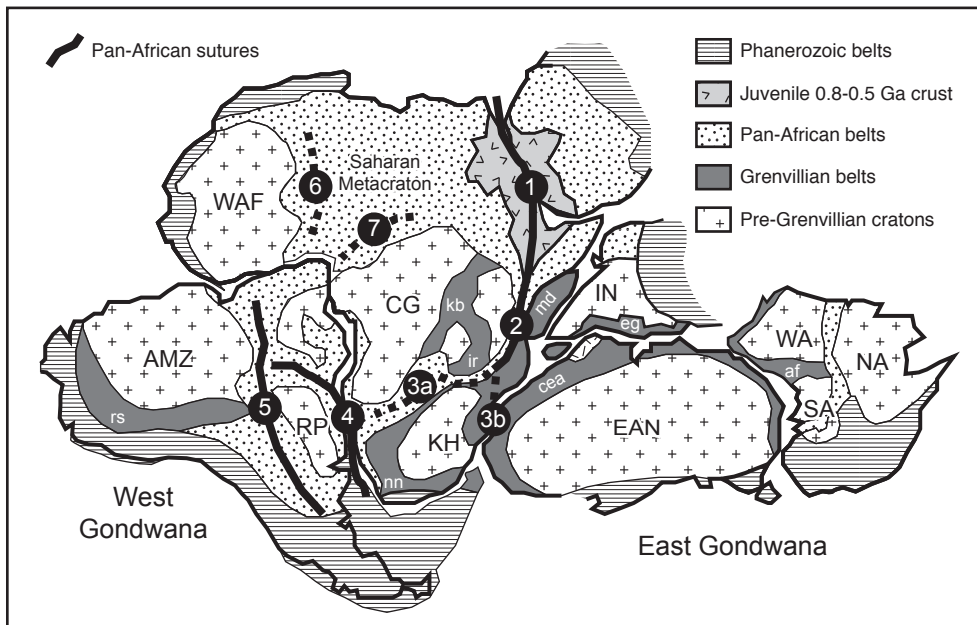 Pan-African sutures
Phanerozoic belts
Juvenile 0.8-0.5 Ga crust
Pan-African belts
Grenvillian belts
Pre-Grenvillian cratons
1
6
Saharan
Metacraton
WAF
7
CG
kb
md
IN
eg
2
WA
NA
AMZ
ir
3a
cea
af
SA
rs
5
RP
4
KH
3b
EAN
nn
West
Gondwana
East Gondwana